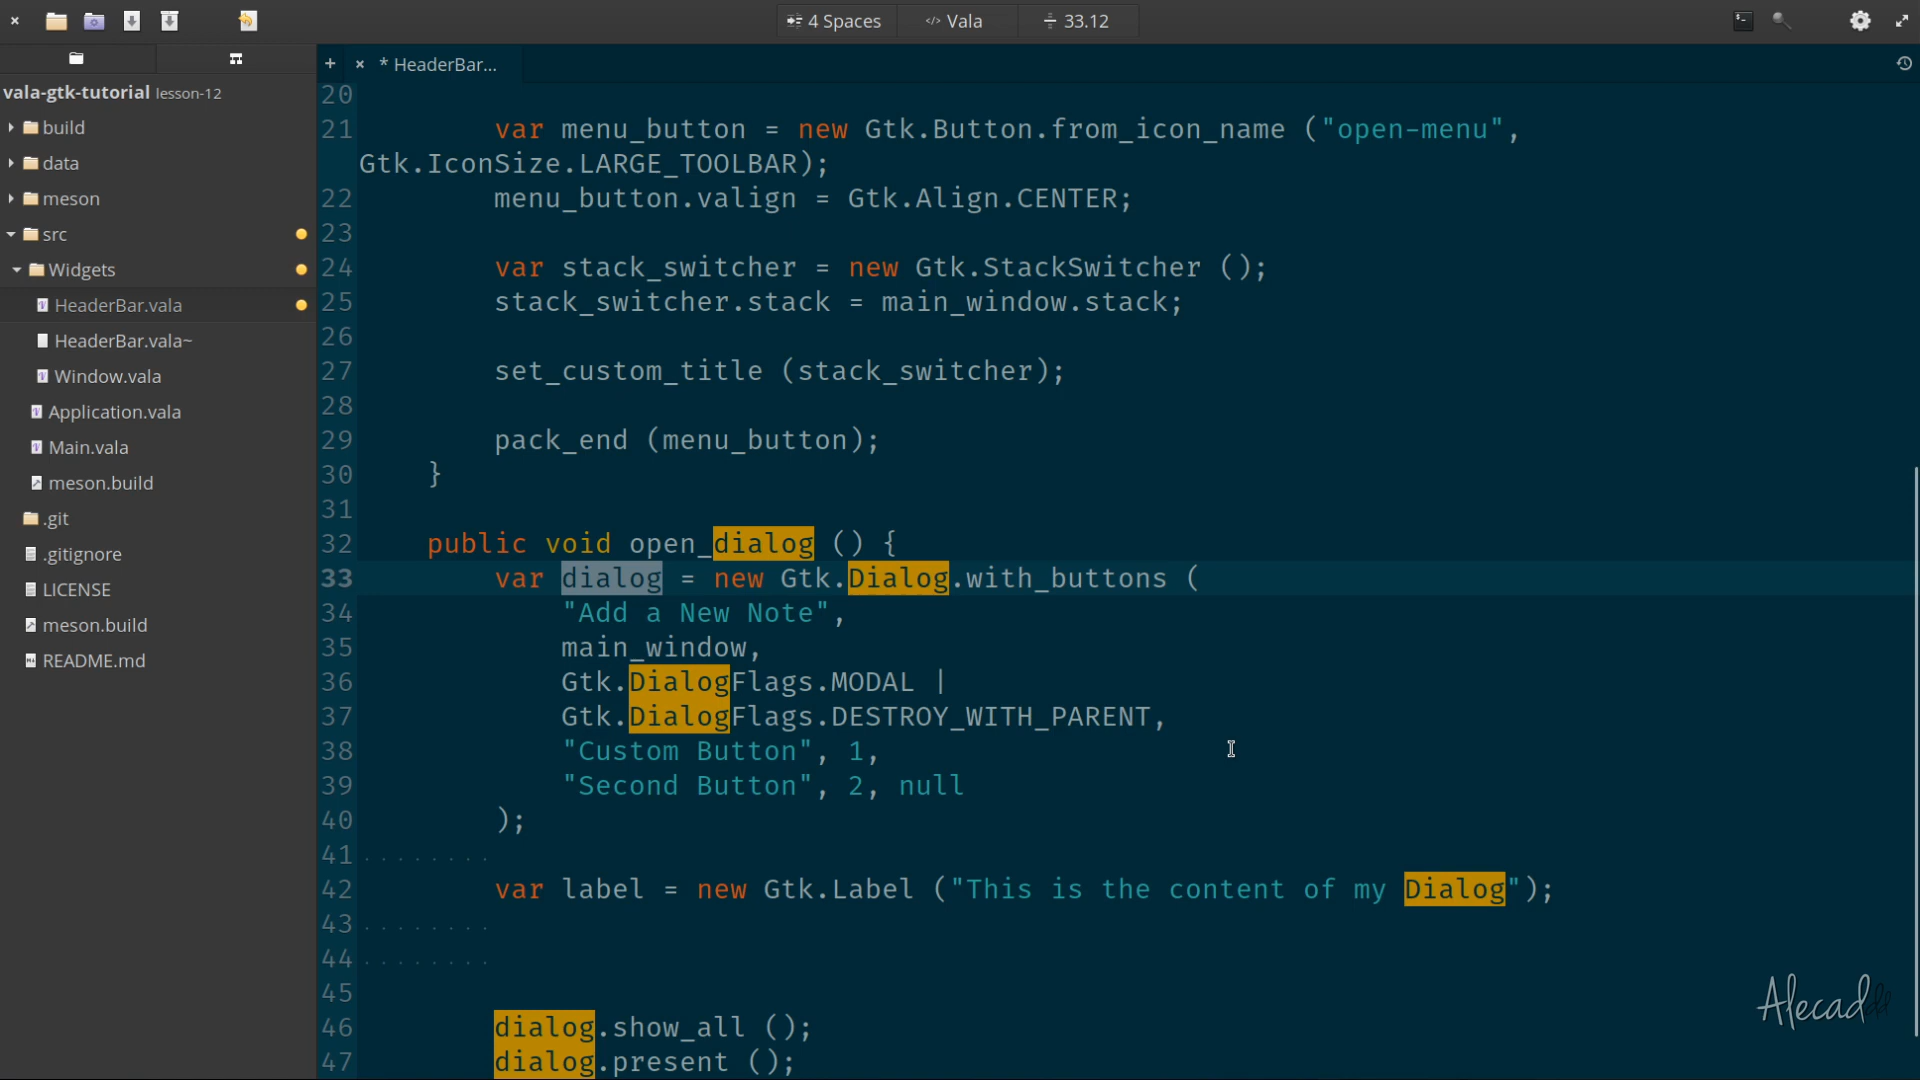 4 Spaces
</> Vala
33.12
* HeaderBar...
vala-gtk-tutorial lesson-12
build
data
meson
src
Widgets
HeaderBar.vala
HeaderBar.vala~
Window.vala
Application.vala
Main.vala
meson.build
.git
.gitignore
LICENSE
meson.build
README.md
20
21 var menu_button = new Gtk.Button.from_icon_name ("open-menu",
Gtk.IconSize.LARGE_TOOLBAR);
22 menu_button.valign = Gtk.Align.CENTER;
23
24 var stack_switcher = new Gtk.StackSwitcher ();
25 stack_switcher.stack = main_window.stack;
26
27 set_custom_title (stack_switcher);
28
29 pack_end (menu_button);
30 }
31
32 public void open_dialog () {
33 var dialog = new Gtk.Dialog.with_buttons (
34 "Add a New Note",
35 main_window,
36 Gtk.DialogFlags.MODAL |
37 Gtk.DialogFlags.DESTROY_WITH_PARENT,
38 "Custom Button", 1,
39 "Second Button", 2, null
40 );
41
42 var label = new Gtk.Label ("This is the content of my Dialog");
43
44
45
46 dialog.show_all ();
47 dialog.present ();
Alecadd